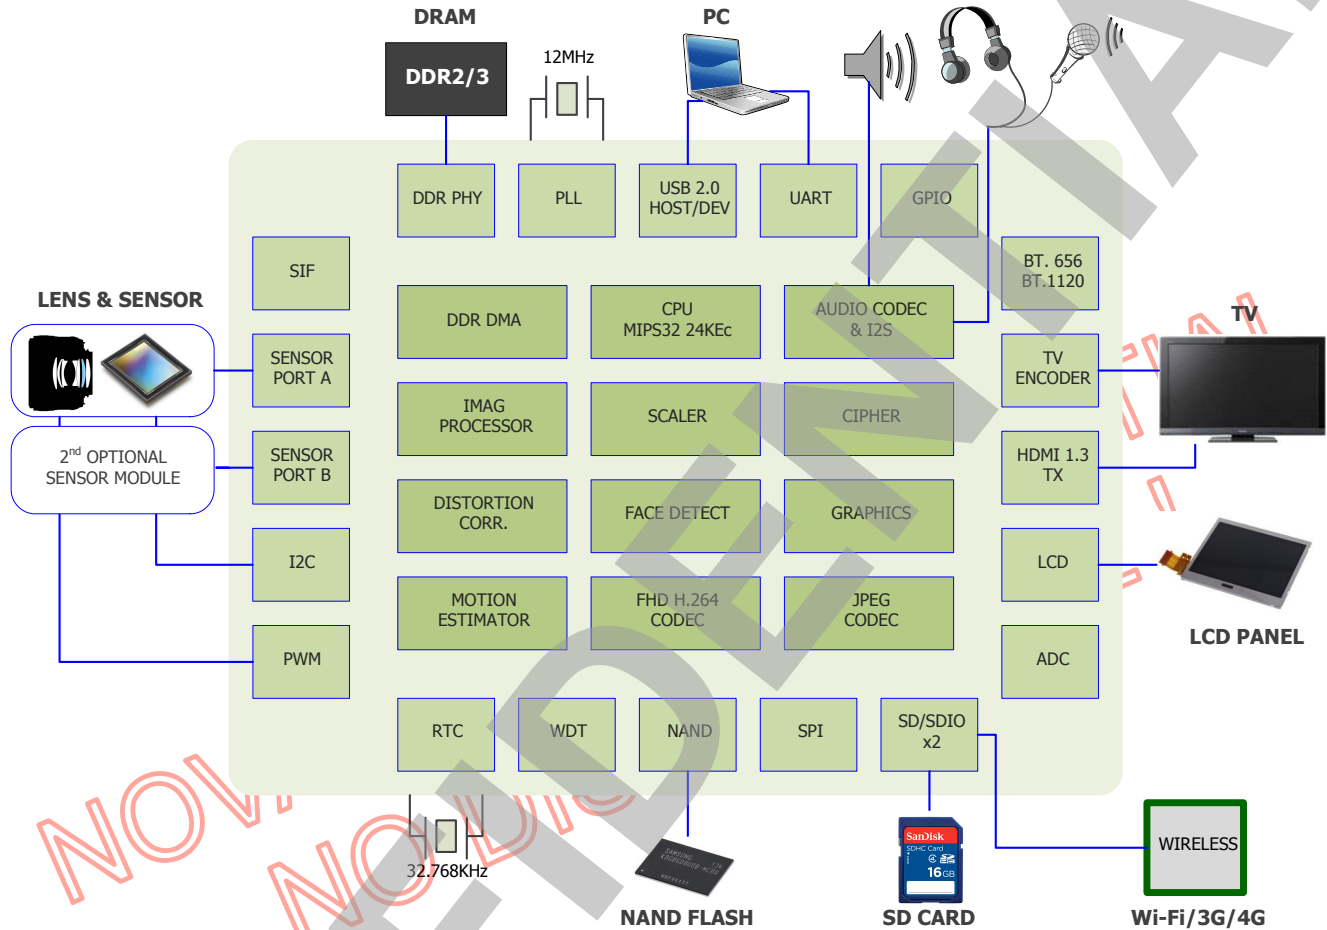 DRAM
PC
DDR2/3
12MHz
DDR PHY
PLL
USB 2.0
HOST/DEV
UART
GPIO
SIF
BT. 656
BT.1120
LENS & SENSOR
DDR DMA
CPU
MIPS32 24KEc
AUDIO CODEC
& I2S
TV
SENSOR
PORT A
TV
ENCODER
IMAG
PROCESSOR
SCALER
CIPHER
2nd OPTIONAL
SENSOR MODULE
SENSOR
PORT B
HDMI 1.3
TX
DISTORTION
CORR.
FACE DETECT
GRAPHICS
I2C
LCD
MOTION
ESTIMATOR
FHD H.264
CODEC
JPEG
CODEC
LCD PANEL
PWM
ADC
RTC
WDT
NAND
SPI
SD/SDIO
x2
32.768KHz
SAMSUNG
SanDisk
SDHC Card
16GB
WIRELESS
NAND FLASH
SD CARD
Wi-Fi/3G/4G
FIDENTIA
NO DIS